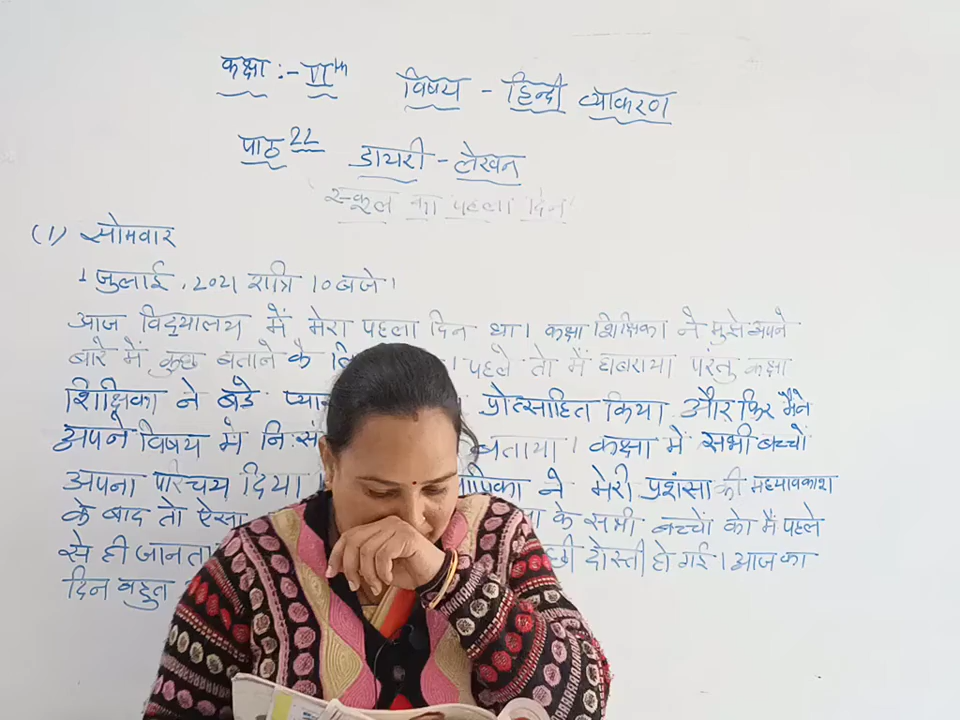 कक्षा :- VIth विषय - हिन्दी व्याकरण
पाठ 22 डायरी - लेखन
स्कूल का पहला दिन
(1) सोमवार
1 जुलाई, 2021 रात्रि 10 बजे।
आज विद्यालय में मेरा पहला दिन था। कक्षा शिक्षिका ने मुझे अपने
बारे में कुछ बताने के । पहले तो मैं घबराया परंतु कक्षा
शिक्षिका ने बड़े प्रोत्साहित किया और फिर मैंने
अपने विषय में बताया। कक्षा में सभी बच्चों
अपना परिचय दिया। ने मेरी प्रशंसा की मध्यावकाश
के बाद तो ऐसा के सभी बच्चों को मैं पहले
से ही जानता दोस्ती हो गई। आज का
दिन बहुत